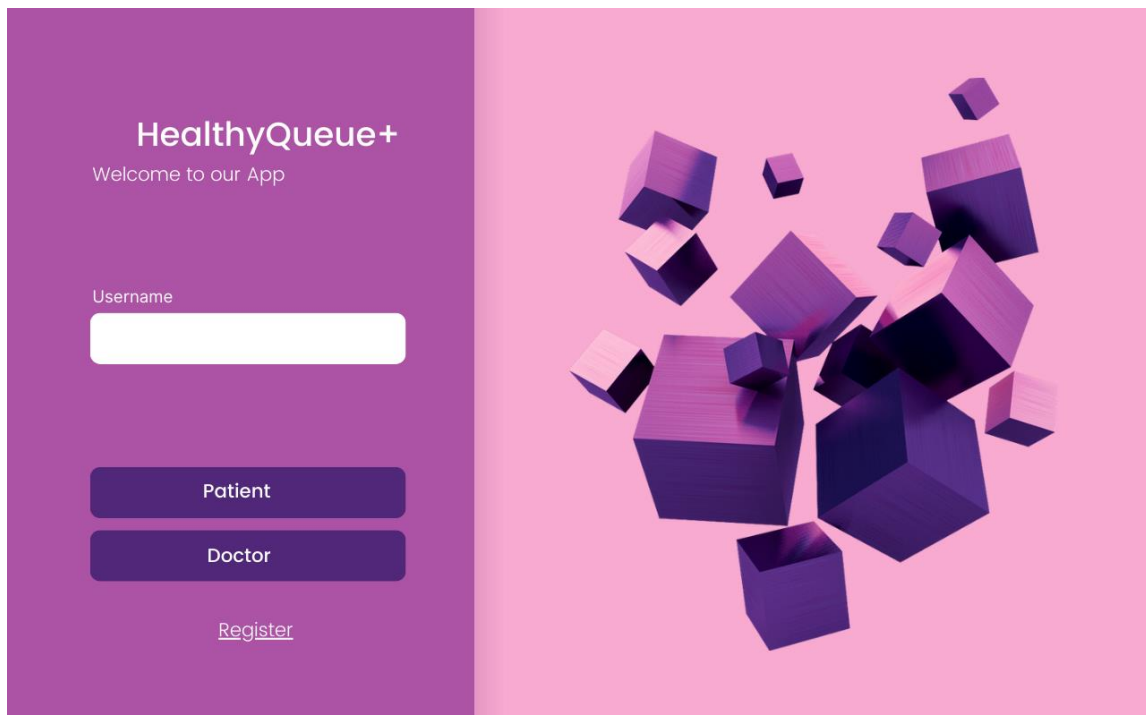 HealthyQueue+
Welcome to our App
Username
Patient
Doctor
Register